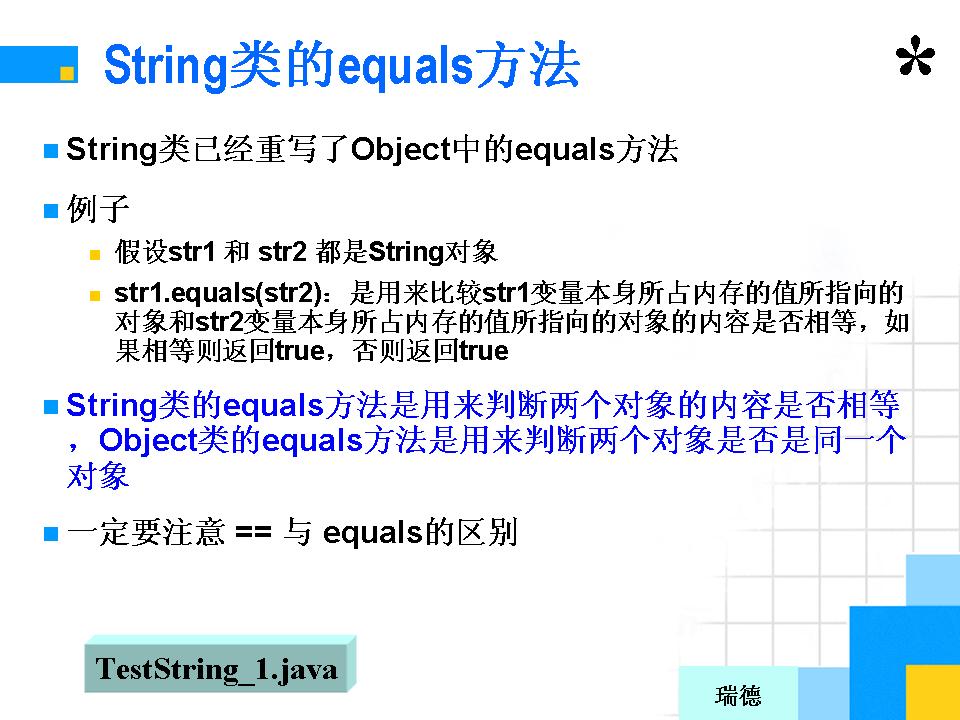 String类的equals方法
*
String类已经重写了Object中的equals方法
例子
假设str1 和 str2 都是String对象
str1.equals(str2)：是用来比较str1变量本身所占内存的值所指向的
对象和str2变量本身所占内存的值所指向的对象的内容是否相等，如
果相等则返回true，否则返回true
String类的equals方法是用来判断两个对象的内容是否相等
，Object类的equals方法是用来判断两个对象是否是同一个
对象
一定要注意 == 与 equals的区别
TestString_1.java
瑞德